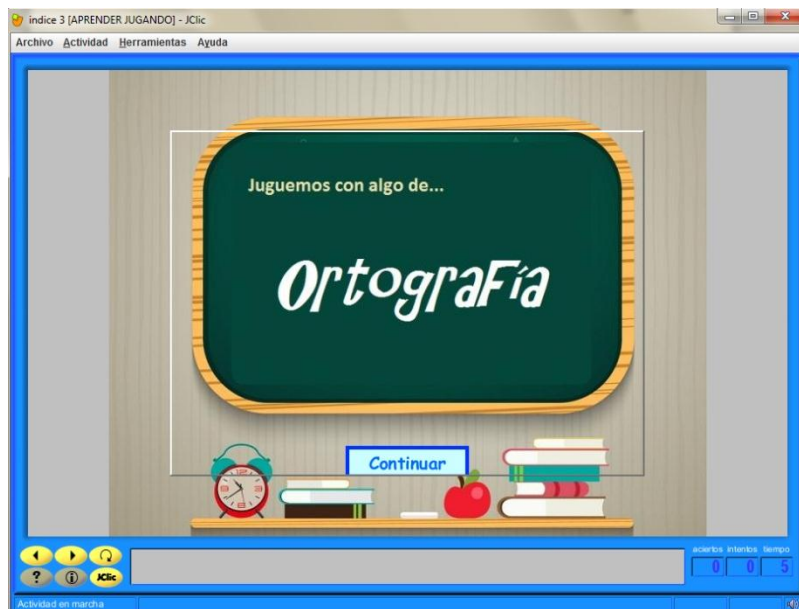 indice 3 [APRENDER JUGANDO] - JClic
Archivo Actividad Herramientas Ayuda
Juguemos con algo de...
Ortografía
Continuar
aciertos intentos tiempo
0 0 5
? i JClic
Actividad en marcha